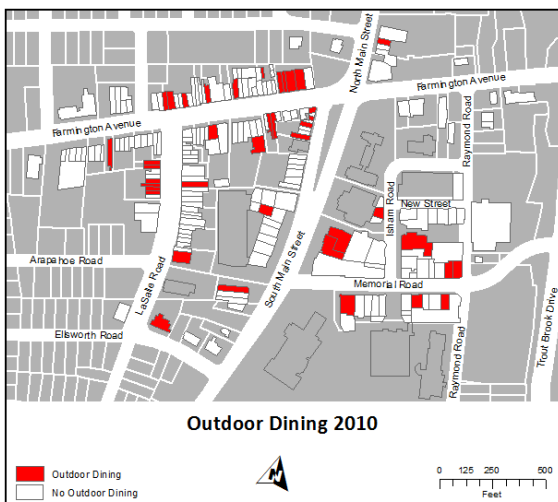 North Main Street
Farmington Avenue
Farmington Avenue
Raymond Road
Isham Road
New Street
Arapahoe Road
LaSalle Road
South Main Street
Memorial Road
Ellsworth Road
Raymond Road
Trout Brook Drive
Outdoor Dining 2010
N
Outdoor Dining
No Outdoor Dining
0 125 250 500
Feet